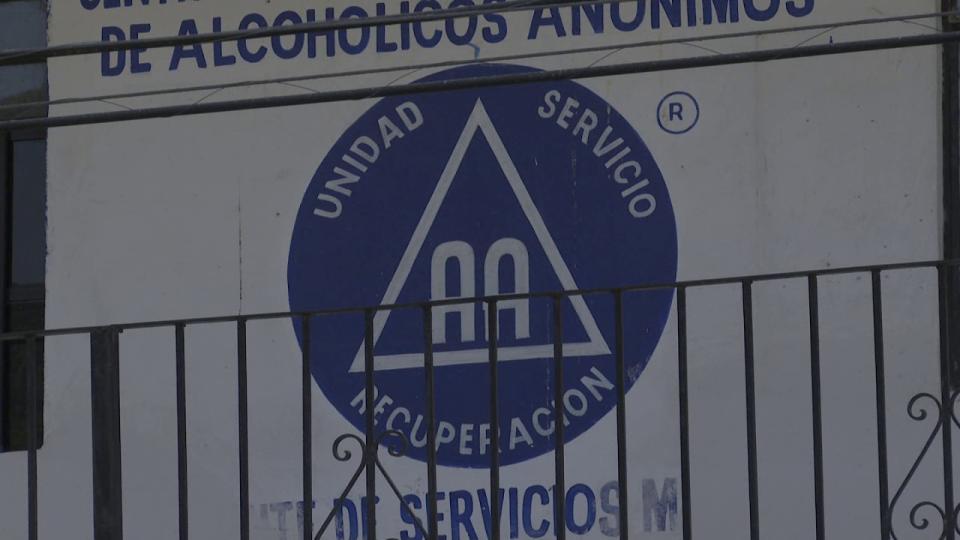 DE ALCOHOLICOS ANONIMOS
UNIDAD
SERVICIO
®
AA
RECUPERACION
DE SERVICIOS M